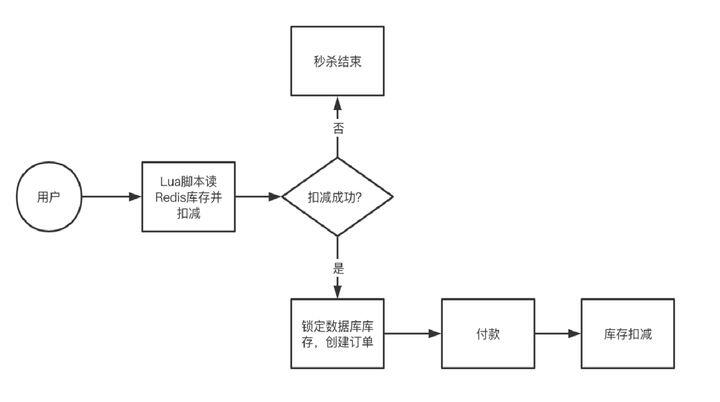 秒杀结束
否
用户
Lua脚本读
Redis库存并
扣减
扣减成功?
是
锁定数据库库
存，创建订单
付款
库存扣减